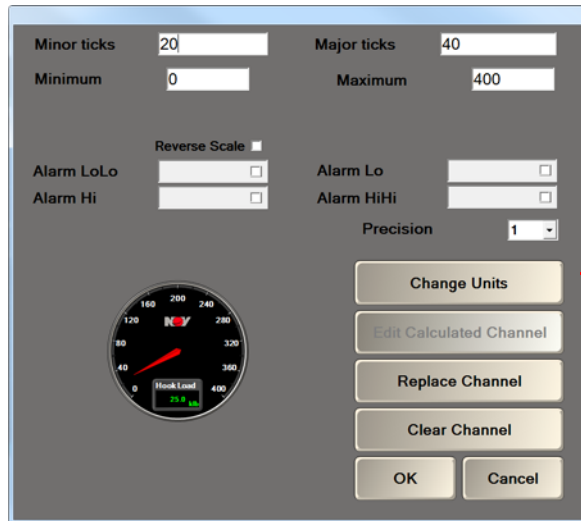 Minor ticks 20 Major ticks 40
Minimum 0 Maximum 400
Reverse Scale
Alarm LoLo Alarm Lo
Alarm Hi Alarm HiHi
Precision 1
Change Units
Edit Calculated Channel
Replace Channel
Clear Channel
OK Cancel
200
160 240
120 NOV 280
80 320
40 360
0 Hook Load 400
25.0 klb